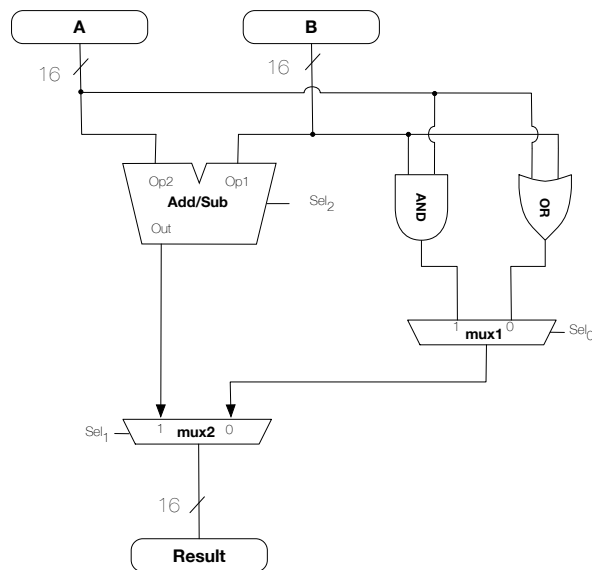 A
B
16
16
Op2
Op1
Add/Sub
Sel2
Out
AND
OR
1
0
mux1
Sel0
Sel1
1
mux2
0
16
Result